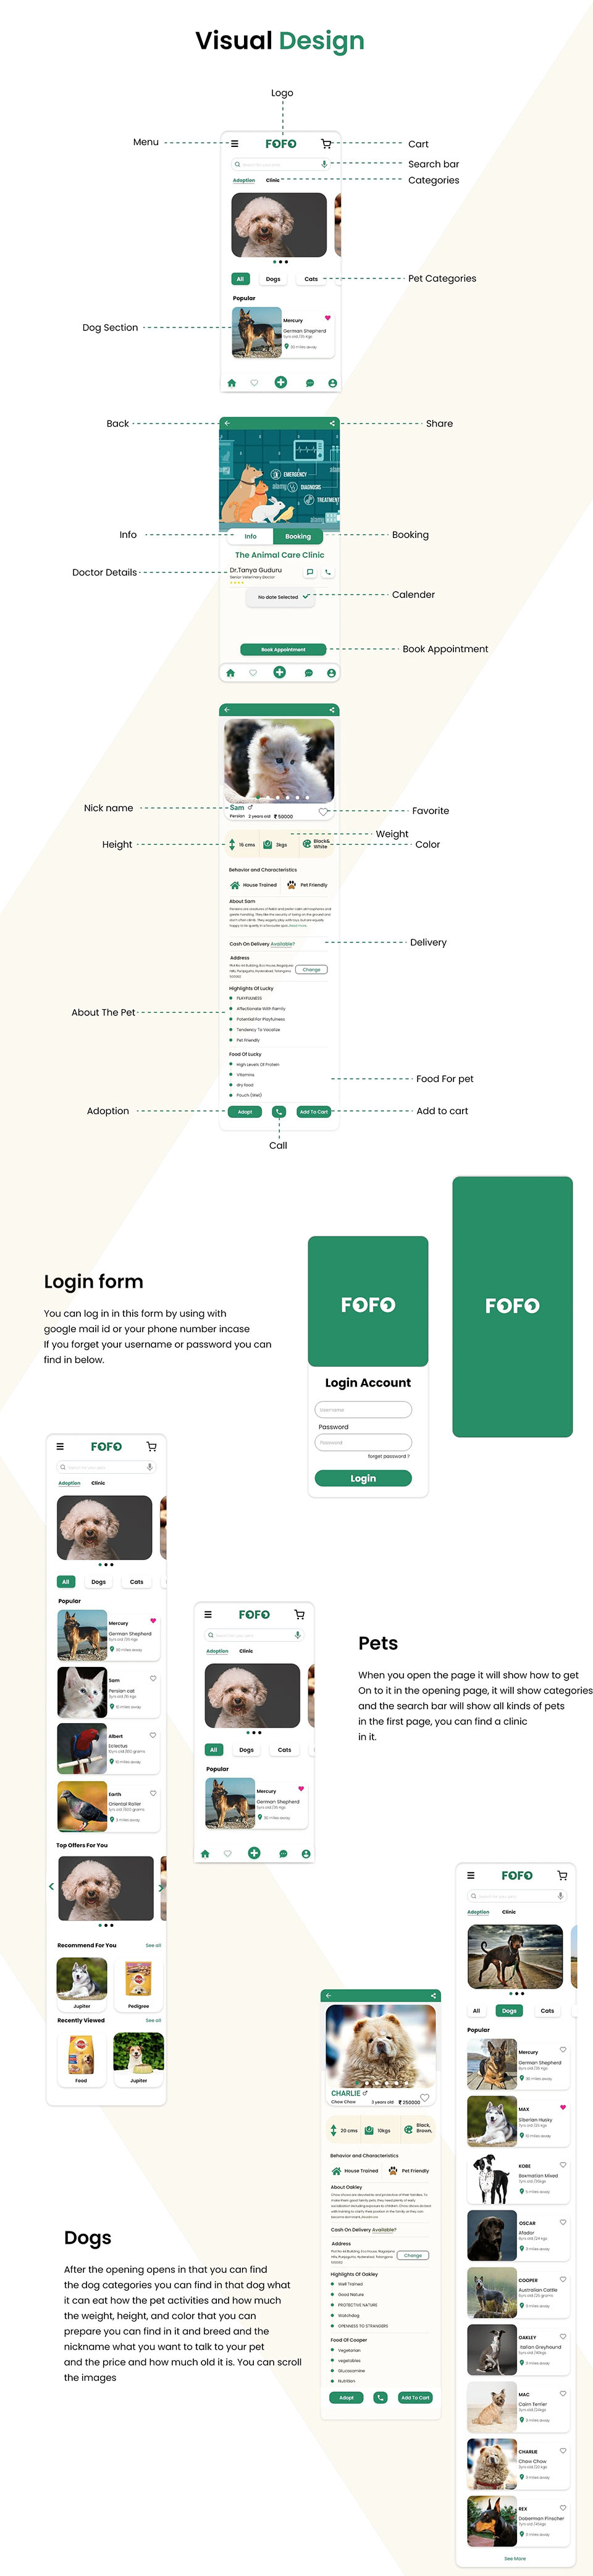 Visual Design
Logo
Menu
FOFO
Cart
Search bar
Adoption
Clinic
Categories
All
Dogs
Cats
Pet Categories
Popular
Mercury
Dog Section
German Shepherd
Back
Share
EMERGENCY
DIAGNOSIS
TREATMENT
Info
Info
Booking
Booking
The Animal Care Clinic
Doctor Details
Dr.Tanya Guduru
Senior Veterinary Doctor
No date Selected
Calender
Book Appointment
Book Appointment
Nick name
Sam
Favorite
Persian 2 years old ₹ 50000
Weight
Height
16 cms
3kgs
Black& White
Color
Behavior and Characteristics
House Trained
Pet Friendly
About Sam
Cash On Delivery Available?
Delivery
Address
Change
Highlights Of Lucky
PLAYFULNESS
About The Pet
Affectionate With Family
Potential For Playfulness
Tendency To Vocalize
Pet Friendly
Food Of Lucky
High Levels Of Protein
Vitamins
Food For pet
dry food
Pouch (Wet)
Adoption
Adopt
Add To Cart
Add to cart
Call
Login form
You can log in in this form by using with
google mail id or your phone number incase
If you forget your username or password you can
find in below.
FOFO
FOFO
Login Account
Username
Password
Password
forget password ?
Login
FOFO
Adoption
Clinic
All
Dogs
Cats
Popular
Mercury
German Shepherd
Sam
Persian cat
Albert
Eclectus
Earth
Oriental Roller
Top Offers For You
Recommend For You
See all
Jupiter
Pedigree
Recently Viewed
See all
Food
Jupiter
FOFO
Adoption
Clinic
All
Dogs
Cats
Popular
Mercury
German Shepherd
Pets
When you open the page it will show how to get
On to it in the opening page, it will show categories
and the search bar will show all kinds of pets
in the first page, you can find a clinic
in it.
FOFO
Adoption
Clinic
All
Dogs
Cats
Popular
Mercury
German Shepherd
MAX
Siberian Husky
KOBE
OSCAR
Afador
COOPER
Australian Cattle
OAKLEY
Italian Greyhound
MAC
Cairn Terrier
CHARLIE
Chow Chow
REX
Doberman Pinscher
See More
CHARLIE
Chow Chow
3 years old ₹ 250000
20 cms
10kgs
Black, Brown,
Behavior and Characteristics
House Trained
Pet Friendly
About Oakley
Cash On Delivery Available?
Address
Change
Highlights Of Oakley
Well Trained
Good Nature
PROTECTIVE NATURE
Watchdog
OPENNESS TO STRANGERS
Food Of Cooper
Vegetarian
vegetables
Glucosamine
Nutrition
Adopt
Add To Cart
Dogs
After the opening opens in that you can find
the dog categories you can find in that dog what
it can eat how the pet activities and how much
the weight, height, and color that you can
prepare you can find in it and breed and the
nickname what you want to talk to your pet
and the price and how much old it is. You can scroll
the images